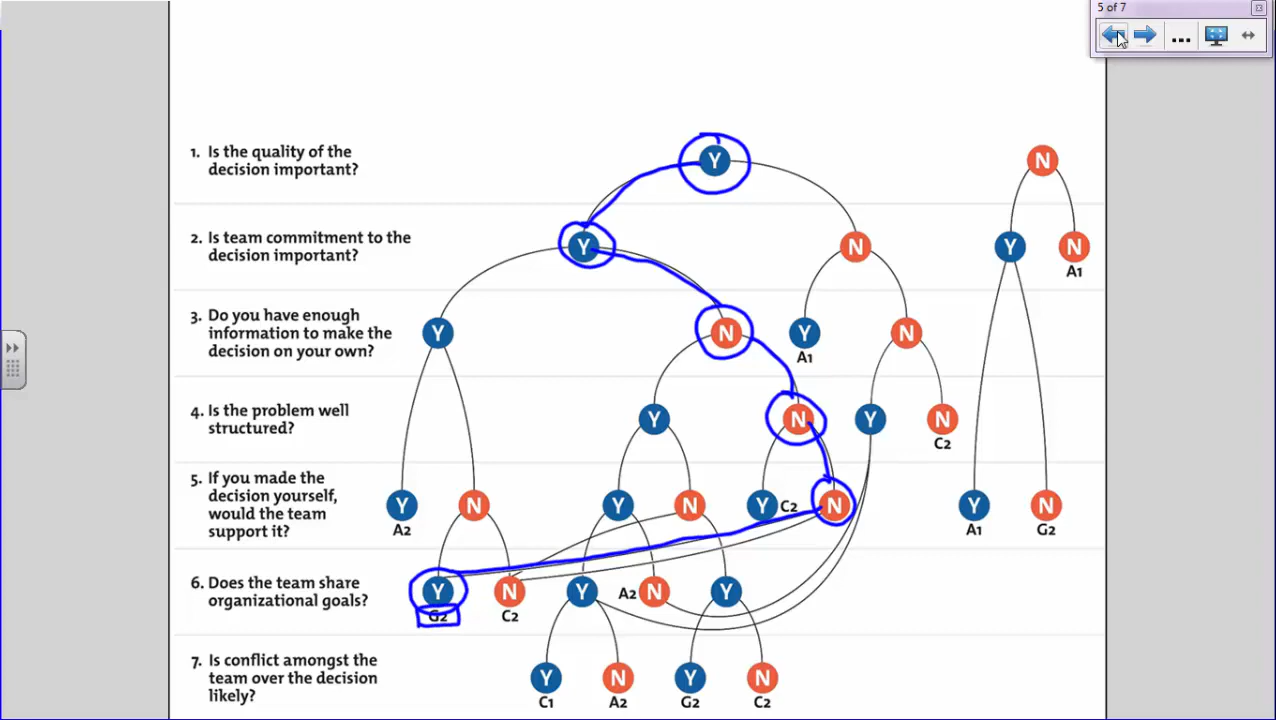 5 of 7
...
1. Is the quality of the
decision important?
Y
N
2. Is team commitment to the
decision important?
Y
N
Y
N
A1
3. Do you have enough
information to make the
decision on your own?
Y
N
Y
A1
N
4. Is the problem well
structured?
Y
N
Y
N
C2
5. If you made the
decision yourself,
would the team
support it?
Y
A2
N
Y
N
Y
C2
N
Y
A1
N
G2
6. Does the team share
organizational goals?
Y
G2
N
C2
Y
A2
N
Y
7. Is conflict amongst the
team over the decision
likely?
Y
C1
N
A2
Y
G2
N
C2